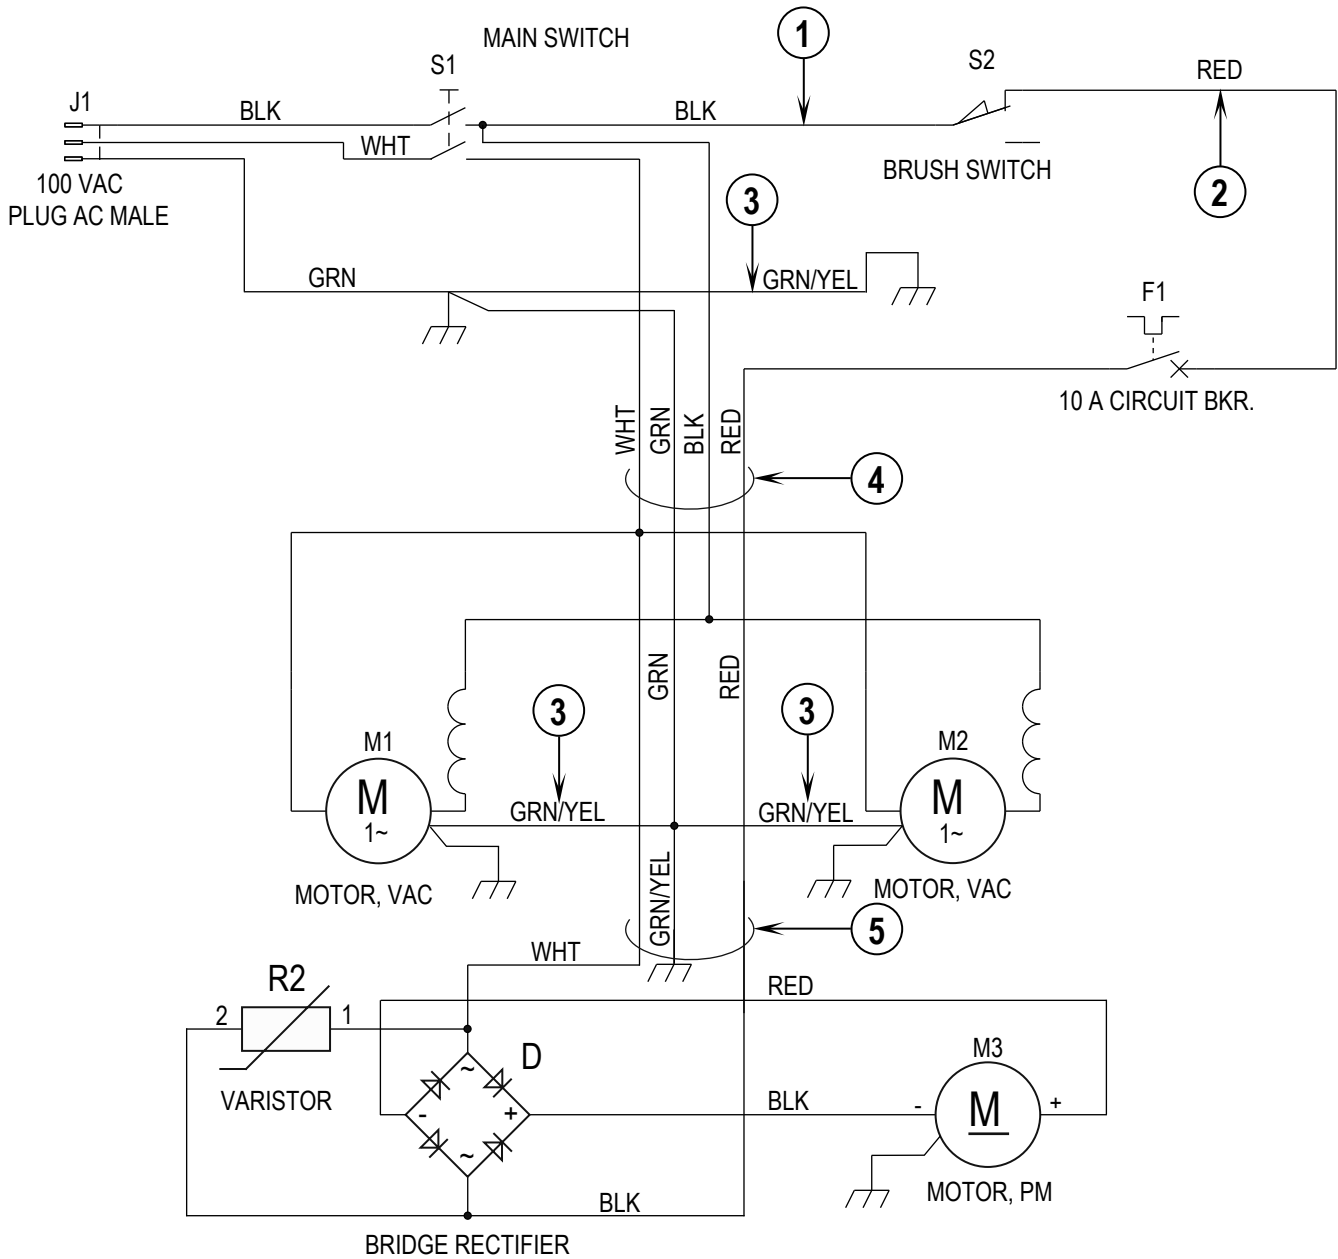 MAIN SWITCH
1
S1
S2
RED
J1
BLK
BLK
WHT
BRUSH SWITCH
100 VAC
PLUG AC MALE
3
2
GRN
GRN/YEL
F1
10 A CIRCUIT BKR.
WHT
GRN
BLK
RED
4
GRN
RED
3
3
M1
M2
M
1~
M
1~
GRN/YEL
GRN/YEL
MOTOR, VAC
MOTOR, VAC
GRN/YEL
5
WHT
R2
RED
2
1
D
M3
~
VARISTOR
-
+
BLK
-
M
+
~
MOTOR, PM
BLK
BRIDGE RECTIFIER